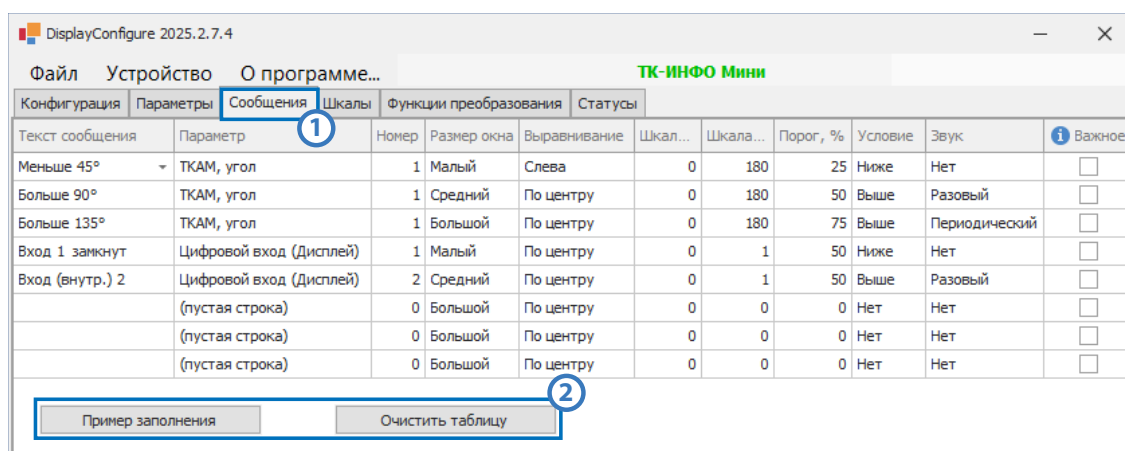 DisplayConfigure 2025.2.7.4
Файл Устройство О программе... ТК-ИНФО Мини
Конфигурация Параметры Сообщения Шкалы Функции преобразования Статусы
1
Текст сообщения Параметр Номер Размер окна Выравнивание Шкал... Шкала... Порог, % Условие Звук Важное
Меньше 45° ТКАМ, угол 1 Малый Слева 0 180 25 Ниже Нет
Больше 90° ТКАМ, угол 1 Средний По центру 0 180 50 Выше Разовый
Больше 135° ТКАМ, угол 1 Большой По центру 0 180 75 Выше Периодический
Вход 1 замкнут Цифровой вход (Дисплей) 1 Малый По центру 0 1 50 Ниже Нет
Вход (внутр.) 2 Цифровой вход (Дисплей) 2 Средний По центру 0 1 50 Выше Разовый
(пустая строка) 0 Большой По центру 0 0 0 Нет Нет
(пустая строка) 0 Большой По центру 0 0 0 Нет Нет
(пустая строка) 0 Большой По центру 0 0 0 Нет Нет
2
Пример заполнения Очистить таблицу